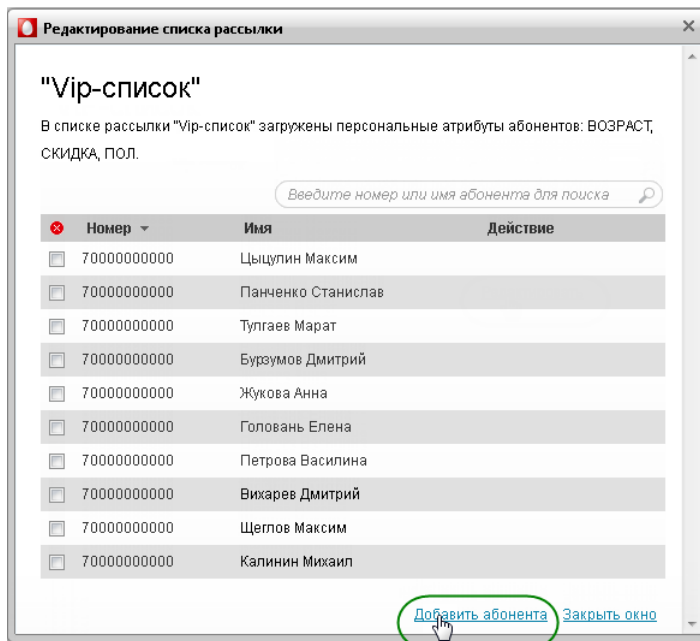 Редактирование списка рассылки
"Vip-список"
В списке рассылки "Vip-список" загружены персональные атрибуты абонентов: ВОЗРАСТ,
СКИДКА, ПОЛ.
Введите номер или имя абонента для поиска
Номер Имя Действие
70000000000 Цыцулин Максим
70000000000 Панченко Станислав
70000000000 Тулгаев Марат
70000000000 Бурзумов Дмитрий
70000000000 Жукова Анна
70000000000 Головань Елена
70000000000 Петрова Василина
70000000000 Вихарев Дмитрий
70000000000 Щеглов Максим
70000000000 Калинин Михаил
Добавить абонента Закрыть окно